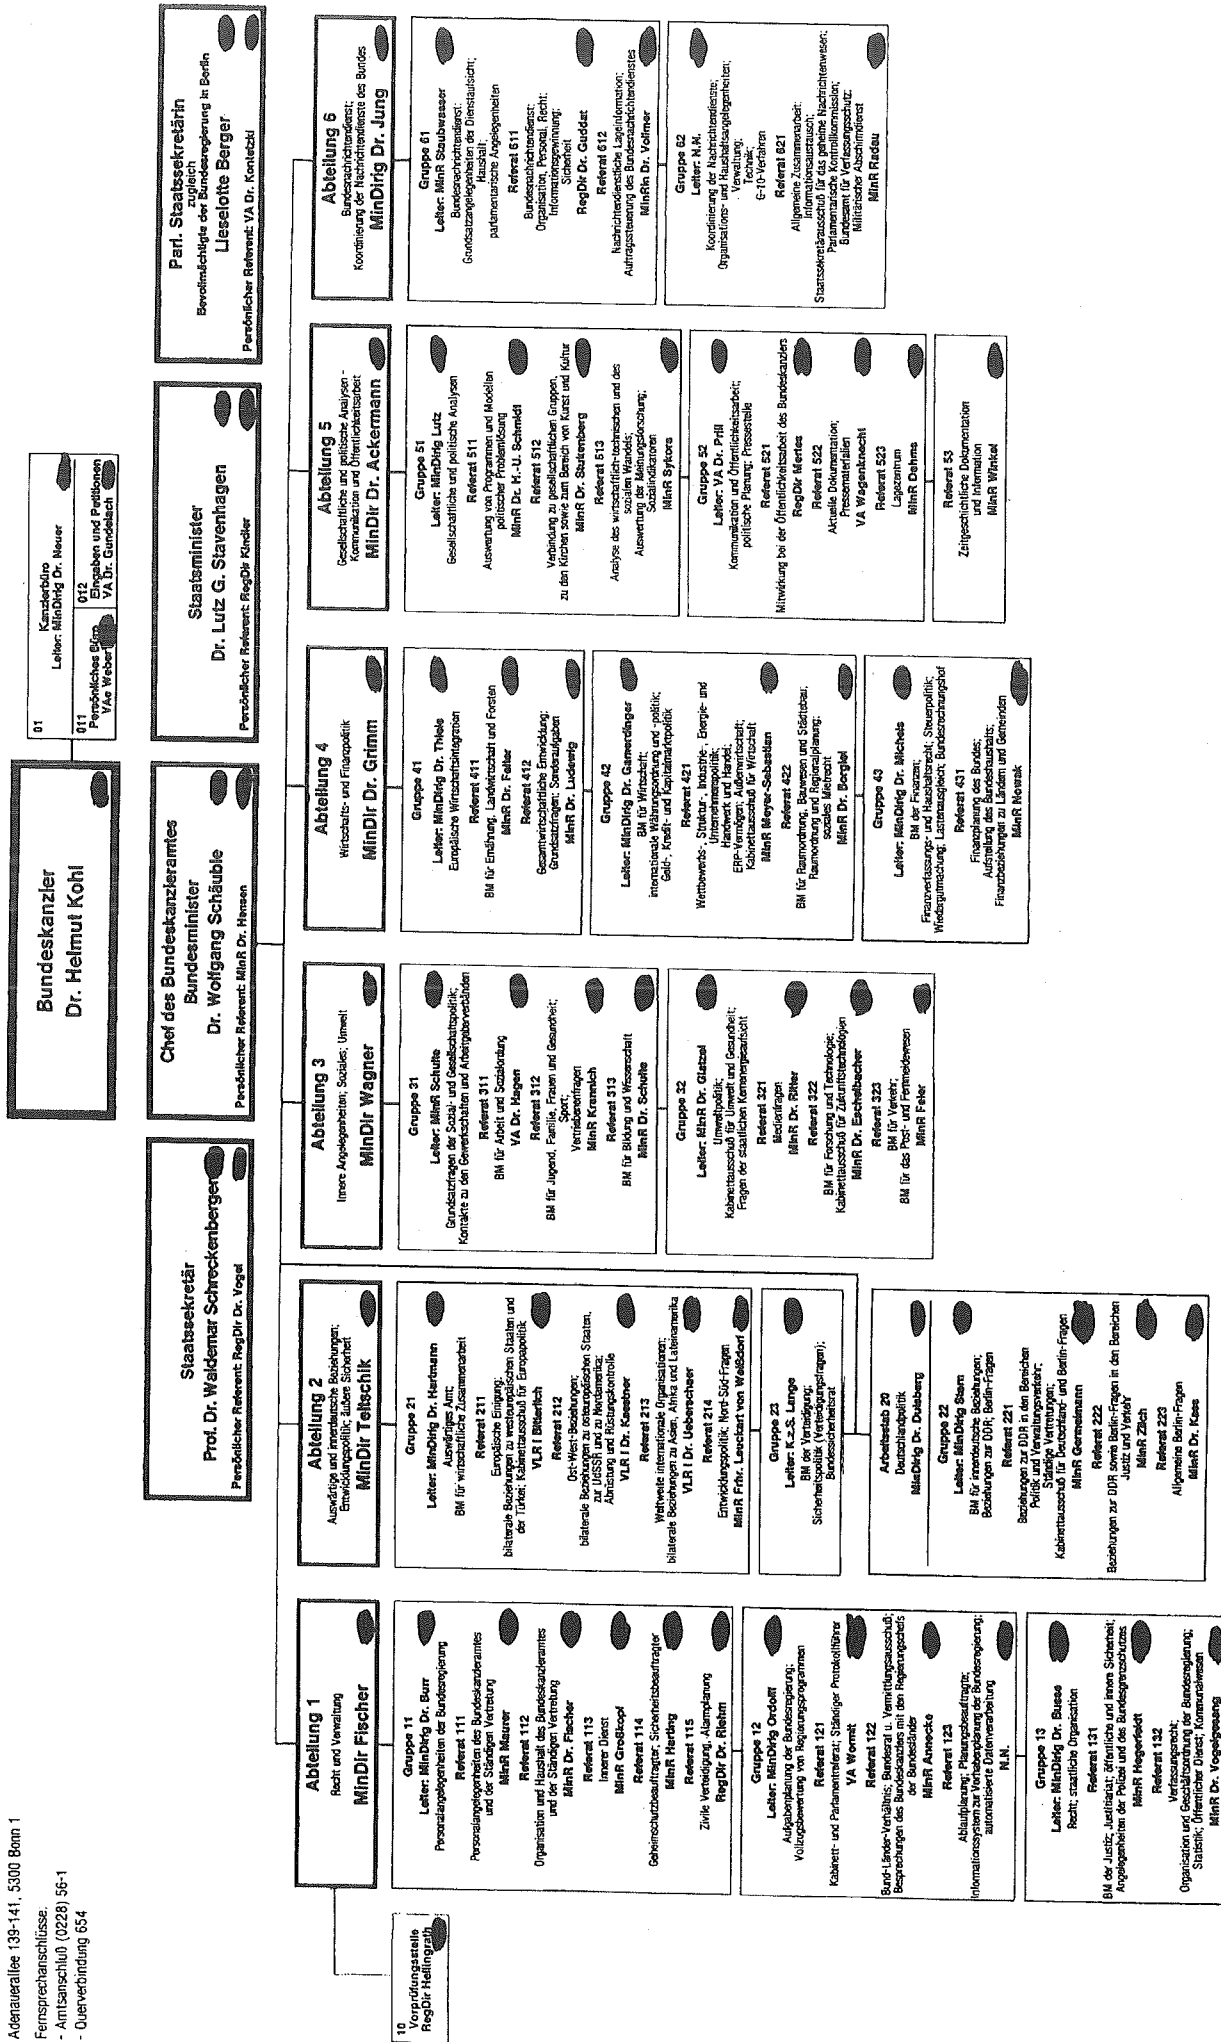 Adenauerallee 139-141, 5300 Bonn 1
Fernsprechanschlüsse:
- Amtsanschluß (0228) 56-1
- Querverbindung 654
Bundeskanzler
Dr. Helmut Kohl
01
Kanzlerbüro
Leiter: MinDirig Dr. Neuer
011
Persönliches Büro
VAe Weber
012
Eingaben und Petitionen
VA Dr. Gundelach
Staatssekretär
Prof. Dr. Waldemar Schreckenberger
Persönlicher Referent: RegDir Dr. Vogel
Chef des Bundeskanzleramtes
Bundesminister
Dr. Wolfgang Schäuble
Persönlicher Referent: MinR Dr. Hansen
Staatsminister
Dr. Lutz G. Stavenhagen
Persönlicher Referent: RegDir Kindler
Parl. Staatssekretärin
zugleich
Bevollmächtigte der Bundesregierung in Berlin
Lieselotte Berger
Persönlicher Referent: VA Dr. Konietzki
10
Vorprüfungsstelle
RegDir Hellingrath
Abteilung 1
Recht und Verwaltung
MinDir Fischer
Gruppe 11
Leiter: MinDirig Dr. Burr
Personalangelegenheiten der Bundesregierung
Referat 111
Personalangelegenheiten des Bundeskanzleramtes
und der Ständigen Vertretung
MinR Maurer
Referat 112
Organisation und Haushalt des Bundeskanzleramtes
und der Ständigen Vertretung
MinR Dr. Fischer
Referat 113
Innerer Dienst
MinR Großkopf
Referat 114
Geheimschutzbeauftragter, Sicherheitsbeauftragter
MinR Harting
Referat 115
Zivile Verteidigung, Alarmplanung
RegDir Dr. Riehm
Gruppe 12
Leiter: MinDirig Ordolff
Aufgabenplanung der Bundesregierung;
Vollzugsbewertung von Regierungsprogrammen
Referat 121
Kabinett- und Parlamentreferat; Ständiger Protokollführer
VA Wormit
Referat 122
Bund-Länder-Verhältnis; Bundesrat u. Vermittlungsausschuß;
Besprechungen des Bundeskanzlers mit den Regierungschefs
der Bundesländer
MinR Annecke
Referat 123
Ablaufplanung; Planungsbeauftragte;
Informationssystem zur Vorhabenplanung der Bundesregierung;
automatisierte Datenverarbeitung
N.N.
Gruppe 13
Leiter: MinDirig Dr. Busse
Recht; staatliche Organisation
Referat 131
BM der Justiz; Justitiariat; öffentliche und innere Sicherheit;
Angelegenheiten der Polizei und des Bundesgrenzschutzes
MinR Hegerfeldt
Referat 132
Verfassungsrecht;
Organisation und Geschäftsordnung der Bundesregierung;
Statistik; Öffentlicher Dienst; Kommunalwesen
MinR Dr. Vogelgesang
Abteilung 2
Auswärtige und innerdeutsche Beziehungen;
Entwicklungspolitik; äußere Sicherheit
MinDir Teltschik
Gruppe 21
Leiter: MinDirig Dr. Hartmann
Auswärtiges Amt;
BM für wirtschaftliche Zusammenarbeit
Referat 211
Europäische Einigung;
bilaterale Beziehungen zu westeuropäischen Staaten und
der Türkei; Kabinettausschuß für Europapolitik
VLR I Bitterlich
Referat 212
Ost-West-Beziehungen;
bilaterale Beziehungen zu osteuropäischen Staaten,
zur UdSSR und zu Nordamerika;
Abrüstung und Rüstungskontrolle
VLR I Dr. Kaestner
Referat 213
Weltweite internationale Organisationen;
bilaterale Beziehungen zu Asien, Afrika und Lateinamerika
VLR I Dr. Ueberschaer
Referat 214
Entwicklungspolitik; Nord-Süd-Fragen
MinR Frhr. Leuckart von Weißdorf
Gruppe 23
Leiter: K.z.S. Lange
BM der Verteidigung;
Sicherheitspolitik (Verteidigungsfragen);
Bundessicherheitsrat
Arbeitsstab 20
Deutschlandpolitik
MinDirig Dr. Duisberg
Gruppe 22
Leiter: MinDirig Stern
BM für innerdeutsche Beziehungen;
Beziehungen zur DDR; Berlin-Fragen
Referat 221
Beziehungen zur DDR in den Bereichen
Politik und Verwaltungsverkehr;
Ständige Vertretungen;
Kabinettausschuß für Deutschland- und Berlin-Fragen
MinR Germelmann
Referat 222
Beziehungen zur DDR sowie Berlin-Fragen in den Bereichen
Justiz und Verkehr
MinR Zilch
Referat 223
Allgemeine Berlin-Fragen
MinR Dr. Kass
Abteilung 3
Innere Angelegenheiten; Soziales; Umwelt
MinDir Wagner
Gruppe 31
Leiter: MinR Schulte
Grundsatzfragen der Sozial- und Gesellschaftspolitik;
Kontakte zu den Gewerkschaften und Arbeitgeberverbänden
Referat 311
BM für Arbeit und Sozialordung
VA Dr. Hagen
Referat 312
BM für Jugend, Familie, Frauen und Gesundheit;
Sport;
Vertriebenenfragen
MinR Krannich
Referat 313
BM für Bildung und Wissenschaft
MinR Dr. Schulte
Gruppe 32
Leiter: MinR Dr. Glatzel
Umweltpolitik;
Kabinettausschuß für Umwelt und Gesundheit;
Fragen der staatlichen Kernenergieaufsicht
Referat 321
Medienfragen
MinR Dr. Ritter
Referat 322
BM für Forschung und Technologie;
Kabinettausschuß für Zukunftstechnologien
MinR Dr. Eschelbacher
Referat 323
BM für Verkehr;
BM für das Post- und Fernmeldewesen
MinR Feler
Abteilung 4
Wirtschafts- und Finanzpolitik
MinDir Dr. Grimm
Gruppe 41
Leiter: MinDirig Dr. Thiele
Europäische Wirtschaftsintegration
Referat 411
BM für Ernährung, Landwirtschaft und Forsten
MinR Dr. Feiter
Referat 412
Gesamtwirtschaftliche Entwicklung;
Grundsatzfragen; Sonderaufgaben
MinR Dr. Ludewig
Gruppe 42
Leiter: MinDirig Dr. Gamerdinger
BM für Wirtschaft;
internationale Währungsordnung und -politik;
Geld-, Kredit- und Kapitalmarktpolitik
Referat 421
Wettbewerbs-, Struktur-, Industrie-, Energie- und
Unternehmenspolitik;
Handwerk und Handel;
ERP-Vermögen; Außenwirtschaft;
Kabinettausschuß für Wirtschaft
MinR Meyer-Sebastian
Referat 422
BM für Raumordnung, Bauwesen und Städtebau;
Raumordnung und Regionalplanung;
soziales Mietrecht
MinR Dr. Borgiel
Gruppe 43
Leiter: MinDirig Dr. Michels
BM der Finanzen;
Finanzverfassungs- und Haushaltsrecht; Steuerpolitik;
Wiedergutmachung; Lastenausgleich; Bundesrechnungshof
Referat 431
Finanzplanung des Bundes;
Aufstellung des Bundeshaushalts;
Finanzbeziehungen zu Ländern und Gemeinden
MinR Nowak
Abteilung 5
Gesellschaftliche und politische Analysen -
Kommunikation und Öffentlichkeitsarbeit
MinDir Dr. Ackermann
Gruppe 51
Leiter: MinDirig Lutz
Gesellschaftliche und politische Analysen
Referat 511
Auswertung von Programmen und Modellen
politischer Problemlösung
MinR Dr. H.-U. Schmidt
Referat 512
Verbindung zu gesellschaftlichen Gruppen,
zu den Kirchen sowie zum Bereich von Kunst und Kultur
MinR Dr. Starkenberg
Referat 513
Analyse des wirtschaftlich-technischen und des
sozialen Wandels;
Auswertung der Meinungsforschung;
Sozialindikatoren
MinR Sykora
Gruppe 52
Leiter: VA Dr. Prill
Kommunikation und Öffentlichkeitsarbeit;
politische Planung; Pressestelle
Referat 521
Mitwirkung bei der Öffentlichkeitsarbeit des Bundeskanzlers
RegDir Mertes
Referat 522
Aktuelle Dokumentation;
Pressematerialien
VA Wagenknecht
Referat 523
Lagezentrum
MinR Dehms
Referat 53
Zeitgeschichtliche Dokumentation
und Information
MinR Winkel
Abteilung 6
Bundesnachrichtendienst;
Koordinierung der Nachrichtendienste des Bundes
MinDirig Dr. Jung
Gruppe 61
Leiter: MinR Staubwasser
Bundesnachrichtendienst:
Grundsatzangelegenheiten der Dienstaufsicht;
Haushalt;
parlamentarische Angelegenheiten
Referat 611
Bundesnachrichtendienst:
Organisation, Personal, Recht;
Informationsgewinnung;
Sicherheit
RegDir Dr. Guddat
Referat 612
Nachrichtendienstliche Lageinformation;
Auftragssteuerung des Bundesnachrichtendienstes
MinRin Dr. Vollmer
Gruppe 62
Leiter: N.N.
Koordinierung der Nachrichtendienste;
Organisations- und Haushaltsangelegenheiten;
Verwaltung;
Technik;
G-10-Verfahren
Referat 621
Allgemeine Zusammenarbeit;
Informationsaustausch;
Staatssekretärausschuß für das geheime Nachrichtenwesen;
Parlamentarische Kontrollkommission;
Bundesamt für Verfassungsschutz;
Militärischer Abschirmdienst
MinR Radau